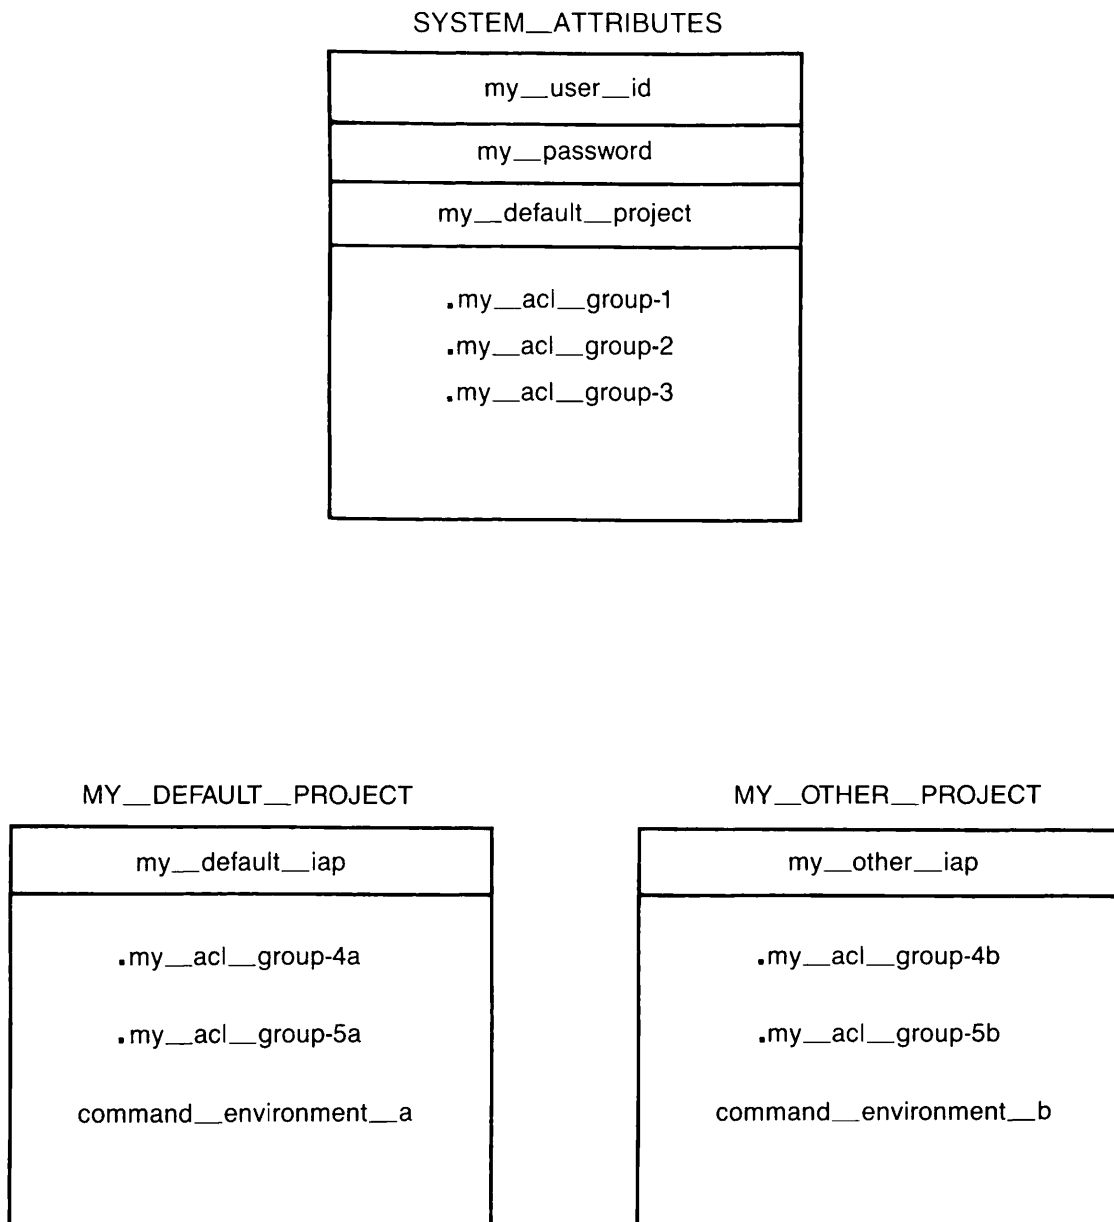 SYSTEM__ATTRIBUTES
my__user__id
my__password
my__default__project
.my__acl__group-1
.my__acl__group-2
.my__acl__group-3
MY__DEFAULT__PROJECT
my__default__iap
.my__acl__group-4a
.my__acl__group-5a
command__environment__a
MY__OTHER__PROJECT
my__other__iap
.my__acl__group-4b
.my__acl__group-5b
command__environment__b